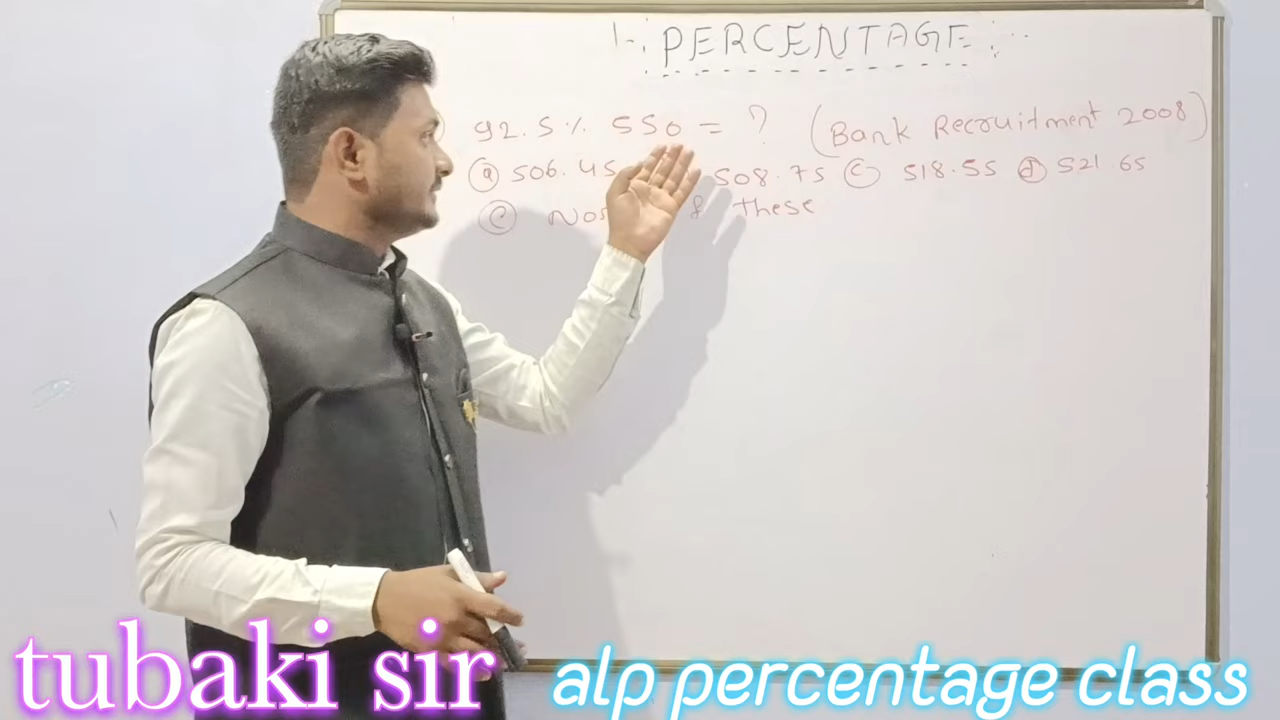 1-. PERCENTAGE
92.5% 550 = ? (Bank Recruitment 2008)
(a) 506.45 508.75 (c) 518.55 (d) 521.65
(e) these
tubaki sir
alp percentage class